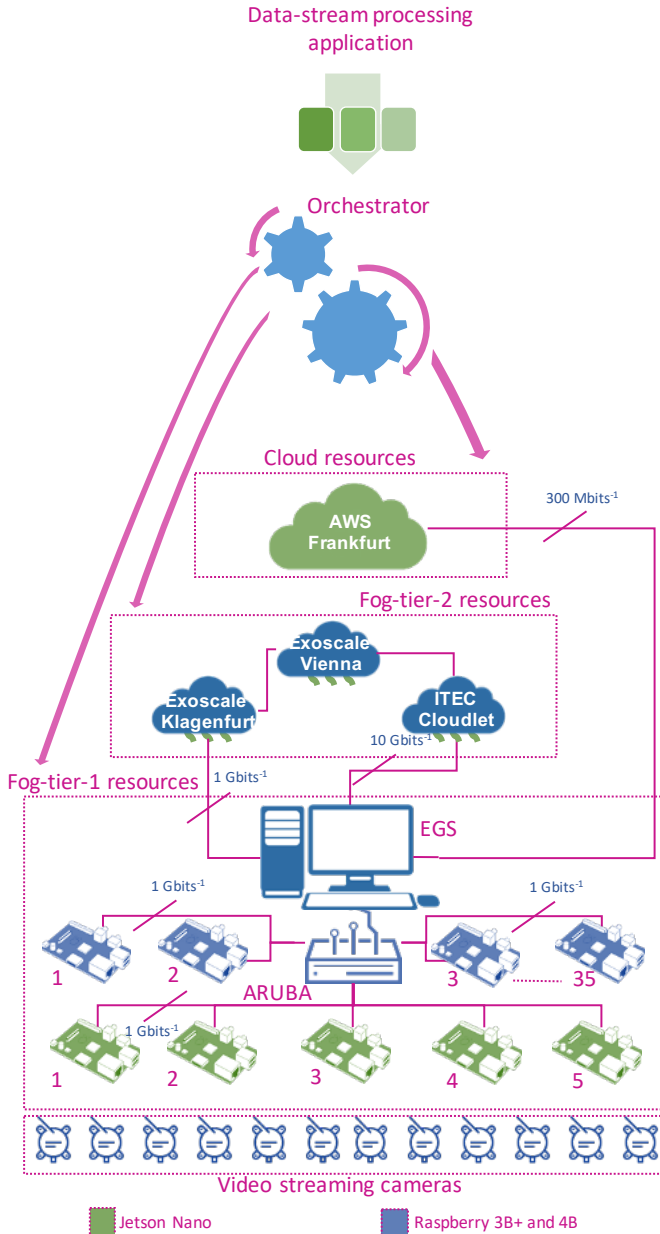 Data-stream processing
application
Orchestrator
Cloud resources
300 Mbits⁻¹
AWS
Frankfurt
Fog-tier-2 resources
Exoscale
Vienna
Exoscale
Klagenfurt
ITEC
Cloudlet
10 Gbits⁻¹
1 Gbits⁻¹
Fog-tier-1 resources
EGS
1 Gbits⁻¹
1 Gbits⁻¹
1
2
3
35
ARUBA
1 Gbits⁻¹
1
2
3
4
5
Video streaming cameras
Jetson Nano
Raspberry 3B+ and 4B